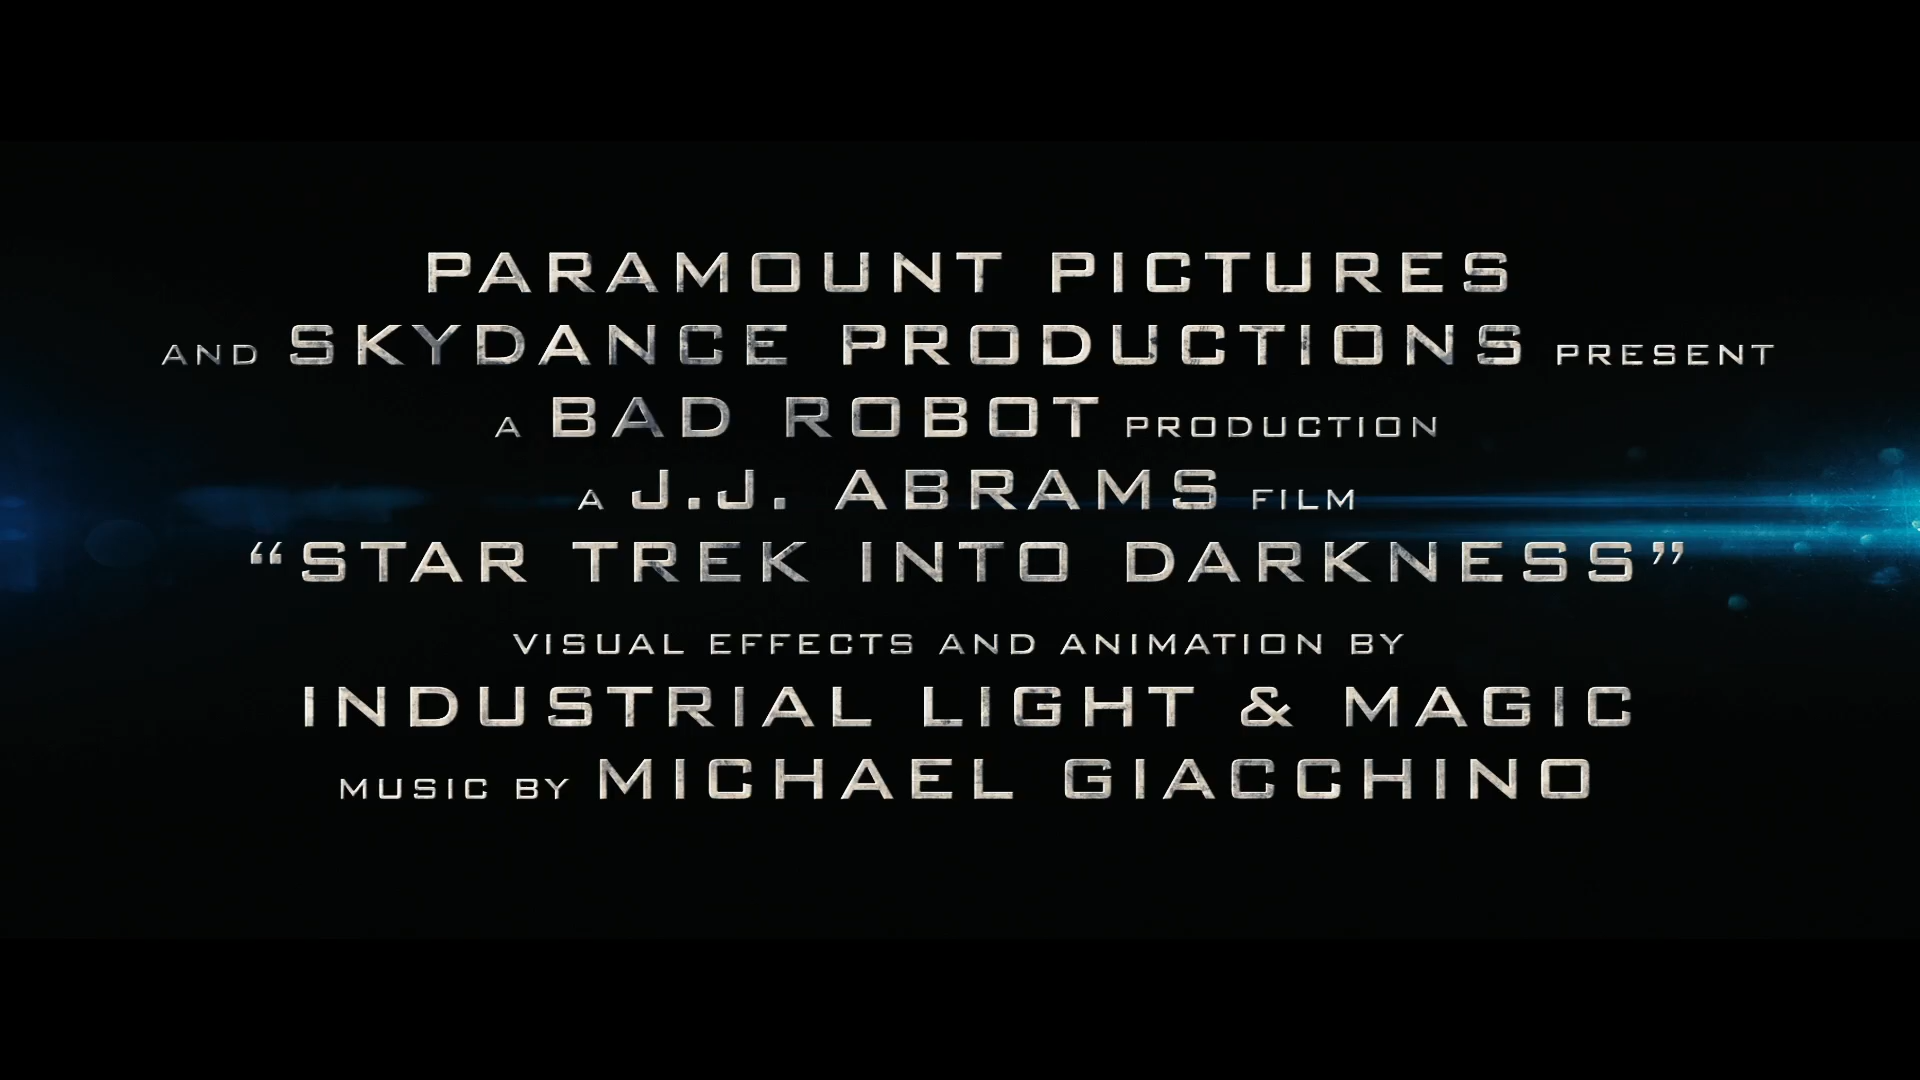 PARAMOUNT PICTURES
AND SKYDANCE PRODUCTIONS PRESENT
A BAD ROBOT PRODUCTION
A J.J. ABRAMS FILM
“STAR TREK INTO DARKNESS”
VISUAL EFFECTS AND ANIMATION BY
INDUSTRIAL LIGHT & MAGIC
MUSIC BY MICHAEL GIACCHINO